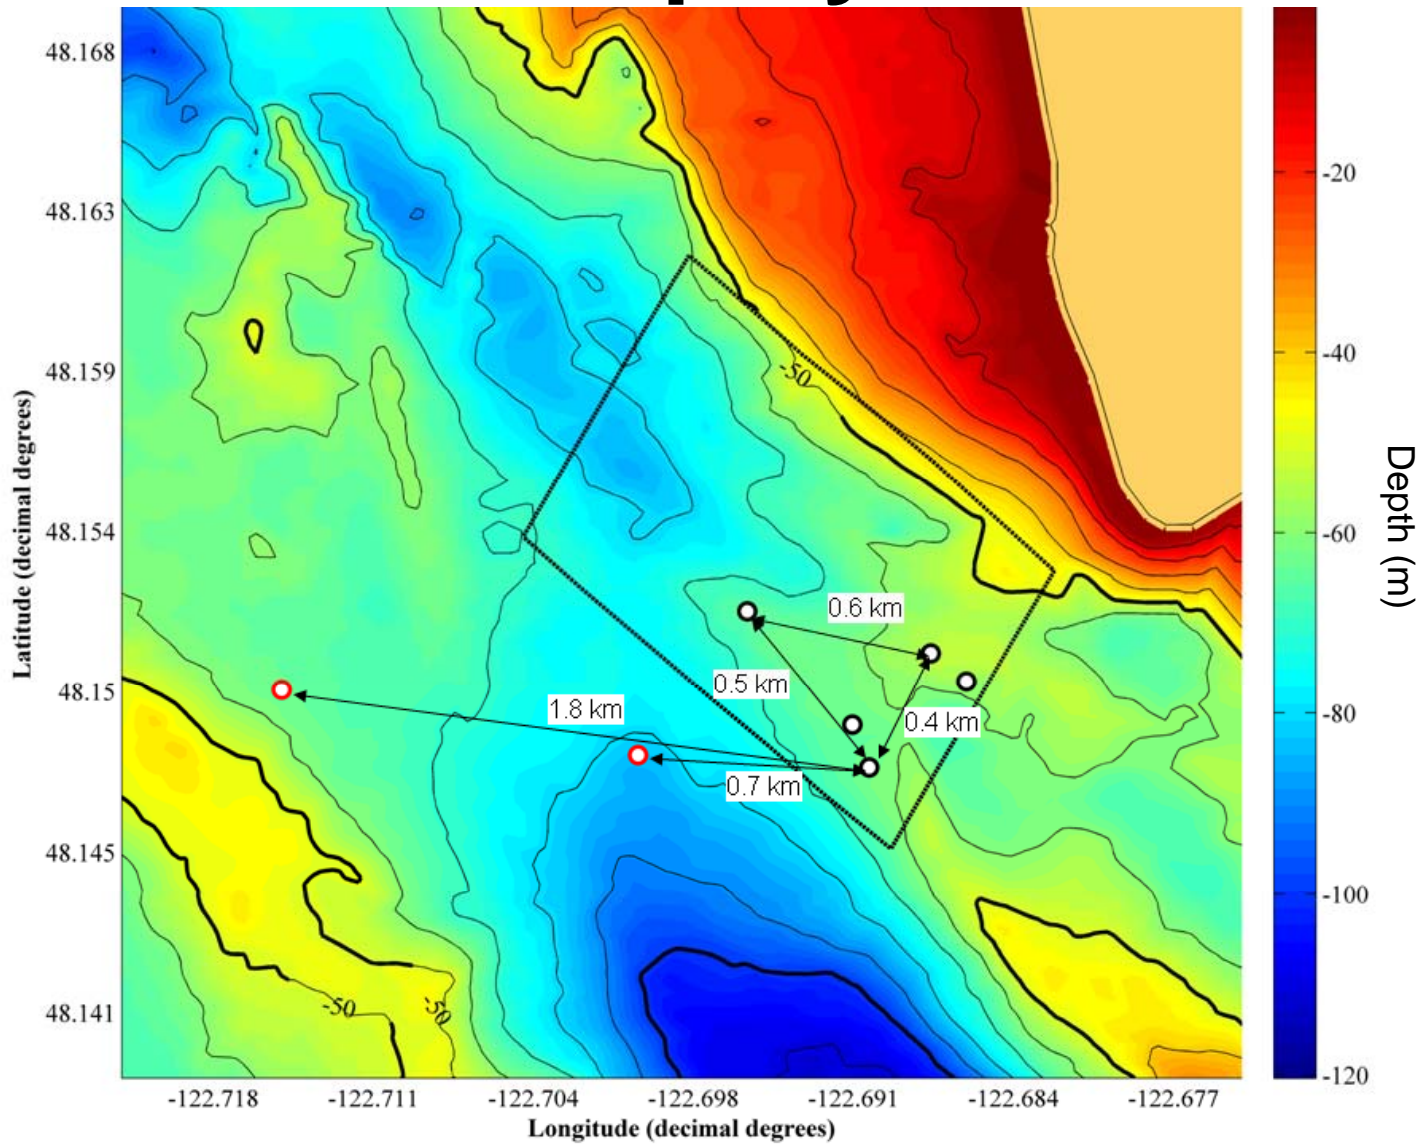 48.168
48.163
48.159
48.154
48.15
48.145
48.141
Latitude (decimal degrees)
-50
0.6 km
0.5 km
0.4 km
1.8 km
0.7 km
-50
-50
-122.718
-122.711
-122.704
-122.698
-122.691
-122.684
-122.677
Longitude (decimal degrees)
-20
-40
-60
-80
-100
-120
Depth (m)